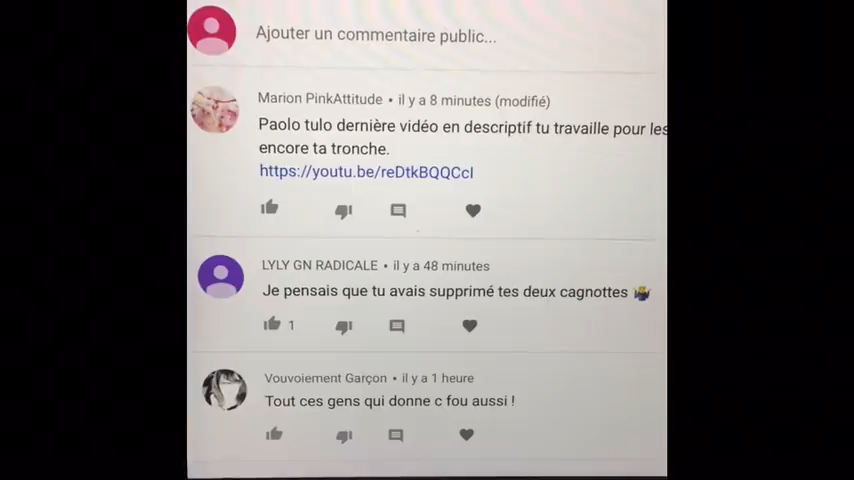 Ajouter un commentaire public...
Marion PinkAttitude • il y a 8 minutes (modifié)
Paolo tulo dernière vidéo en descriptif tu travaille pour les
encore ta tronche.
https://youtu.be/reDtkBQQCcI
LYLY GN RADICALE • il y a 48 minutes
Je pensais que tu avais supprimé tes deux cagnottes 🤷‍♂️
1
Vouvoiement Garçon • il y a 1 heure
Tout ces gens qui donne c fou aussi !